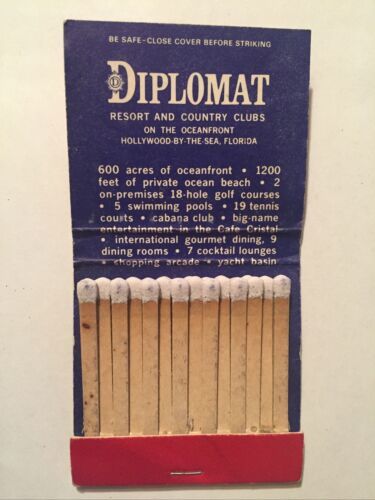 BE SAFE-CLOSE COVER BEFORE STRIKING
DIPLOMAT
RESORT AND COUNTRY CLUBS
ON THE OCEANFRONT
HOLLYWOOD-BY-THE-SEA, FLORIDA
600 acres of oceanfront • 1200
feet of private ocean beach • 2
on-premises 18-hole golf courses
• 5 swimming pools • 19 tennis
courts • cabana club • big-name
entertainment in the Cafe Cristal
• international gourmet dining, 9
dining rooms • 7 cocktail lounges
• shopping arcade • yacht basin